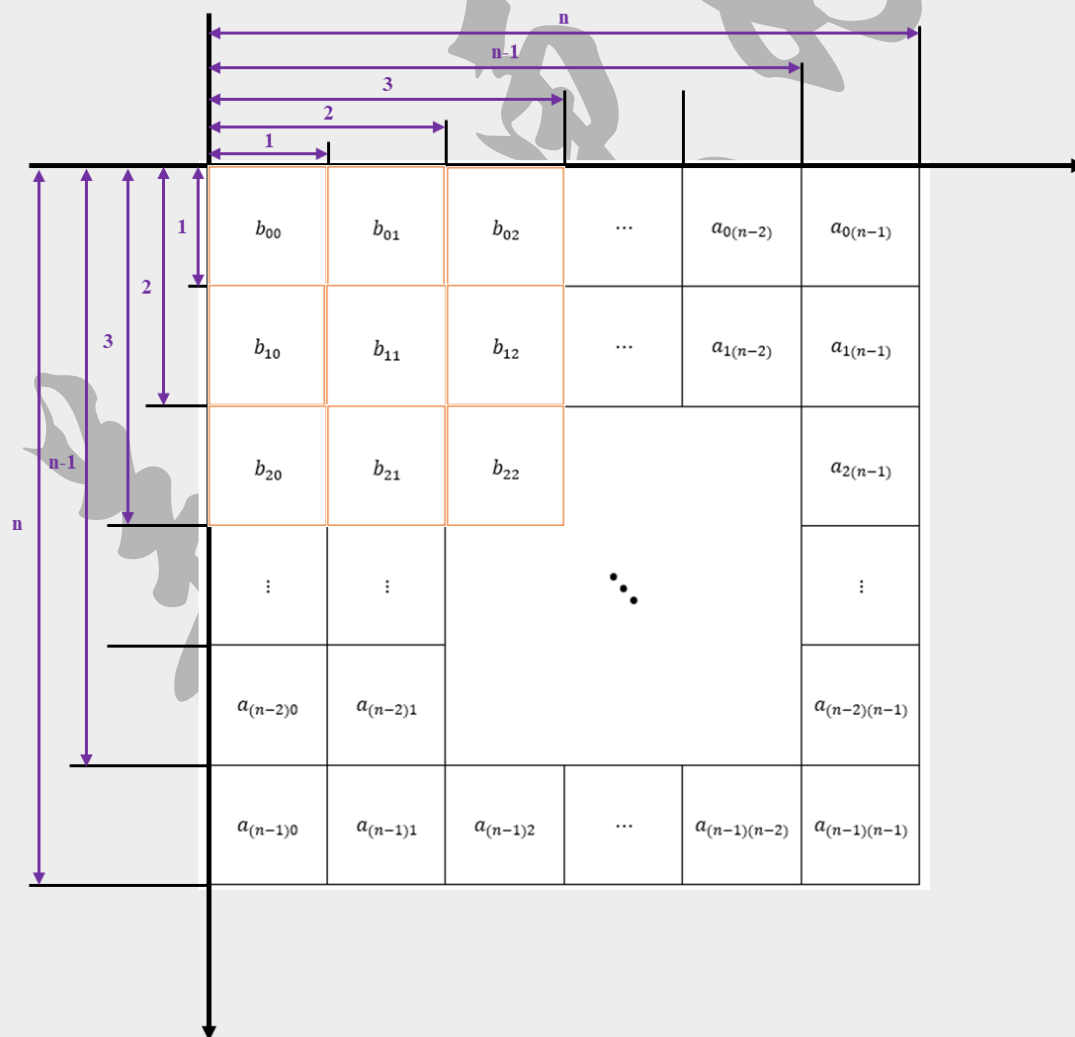 n
n-1
3
2
1
1 b₀₀ b₀₁ b₀₂ ⋯ a₀₍ₙ₋₂₎ a₀₍ₙ₋₁₎
2 b₁₀ b₁₁ b₁₂ ⋯ a₁₍ₙ₋₂₎ a₁₍ₙ₋₁₎
3
n-1 b₂₀ b₂₁ b₂₂ a₂₍ₙ₋₁₎
n
⋮ ⋮ ⋱ ⋮
a₍ₙ₋₂₎₀ a₍ₙ₋₂₎₁ a₍ₙ₋₂₎₍ₙ₋₁₎
a₍ₙ₋₁₎₀ a₍ₙ₋₁₎₁ a₍ₙ₋₁₎₂ ⋯ a₍ₙ₋₁₎₍ₙ₋₂₎ a₍ₙ₋₁₎₍ₙ₋₁₎